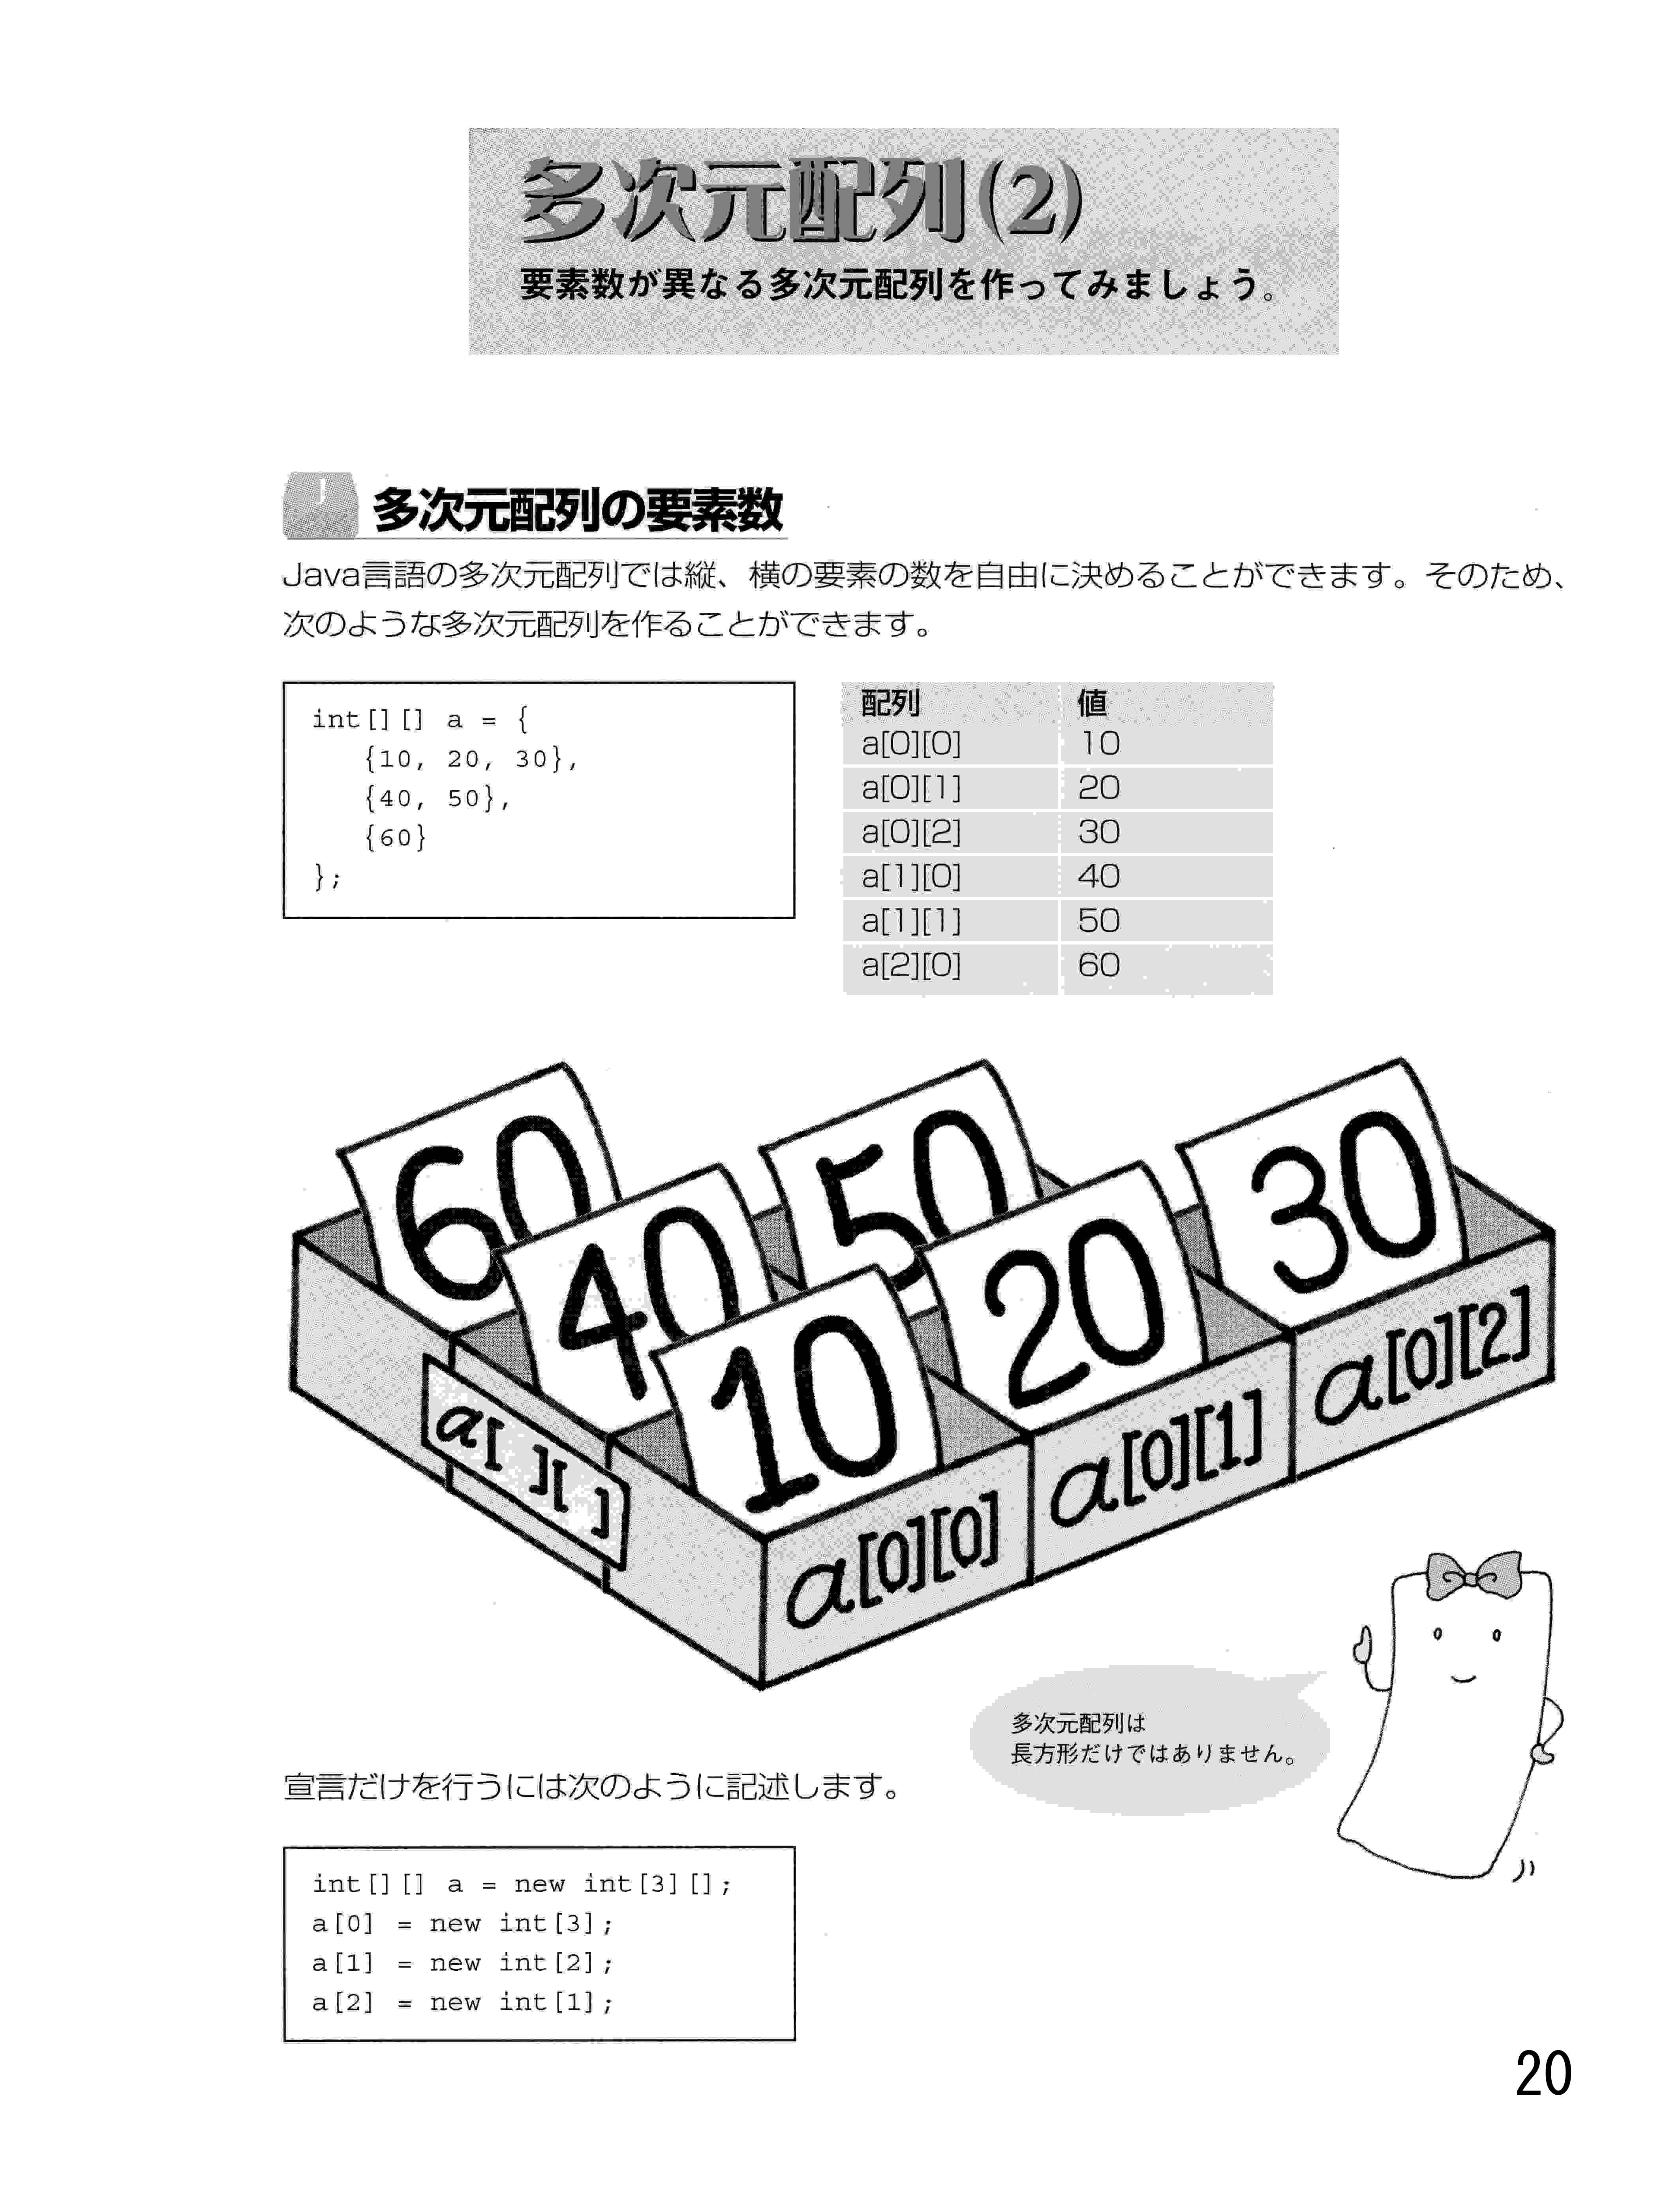 多次元配列(2)
要素数が異なる多次元配列を作ってみましょう。
J
多次元配列の要素数
Java言語の多次元配列では縦、横の要素の数を自由に決めることができます。そのため、
次のような多次元配列を作ることができます。
int[][] a = {
{10, 20, 30},
{40, 50},
{60}
};
配列 値
a[0][0] 10
a[0][1] 20
a[0][2] 30
a[1][0] 40
a[1][1] 50
a[2][0] 60
60
50
30
40
20
10
a[ ][ ]
a[0][0]
a[0][1]
a[0][2]
多次元配列は
長方形だけではありません。
宣言だけを行うには次のように記述します。
int[][] a = new int[3][];
a[0] = new int[3];
a[1] = new int[2];
a[2] = new int[1];
20